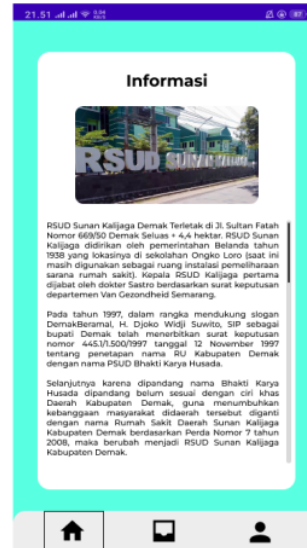 21.51
87
Informasi
RSUD SUNAN KALIJAGA
RSUD Sunan Kalijaga Demak Terletak di Jl. Sultan Fatah
Nomor 669/50 Demak Seluas + 4,4 hektar. RSUD Sunan
Kalijaga didirikan oleh pemerintahan Belanda tahun
1938 yang lokasinya di sekolahan Ongko Loro (saat ini
masih digunakan sebagai ruang instalasi pemeliharaan
sarana rumah sakit). Kepala RSUD Kalijaga pertama
dijabat oleh dokter Sastro berdasarkan surat keputusan
departemen Van Gezondheid Semarang.
Pada tahun 1997, dalam rangka mendukung slogan
DemakBeramal, H. Djoko Widji Suwito, SIP sebagai
bupati Demak telah menerbitkan surat keputusan
nomor 445.1/1.500/1997 tanggal 12 November 1997
tentang penetapan nama RU Kabupaten Demak
dengan nama PSUD Bhakti Karya Husada.
Selanjutnya karena dipandang nama Bhakti Karya
Husada dipandang belum sesuai dengan ciri khas
Daerah Kabupaten Demak, guna menumbuhkan
kebanggaan masyarakat didaerah tersebut diganti
dengan nama Rumah Sakit Daerah Sunan Kalijaga
Kabupaten Demak berdasarkan Perda Nomor 7 tahun
2008, maka berubah menjadi RSUD Sunan Kalijaga
Kabupaten Demak.